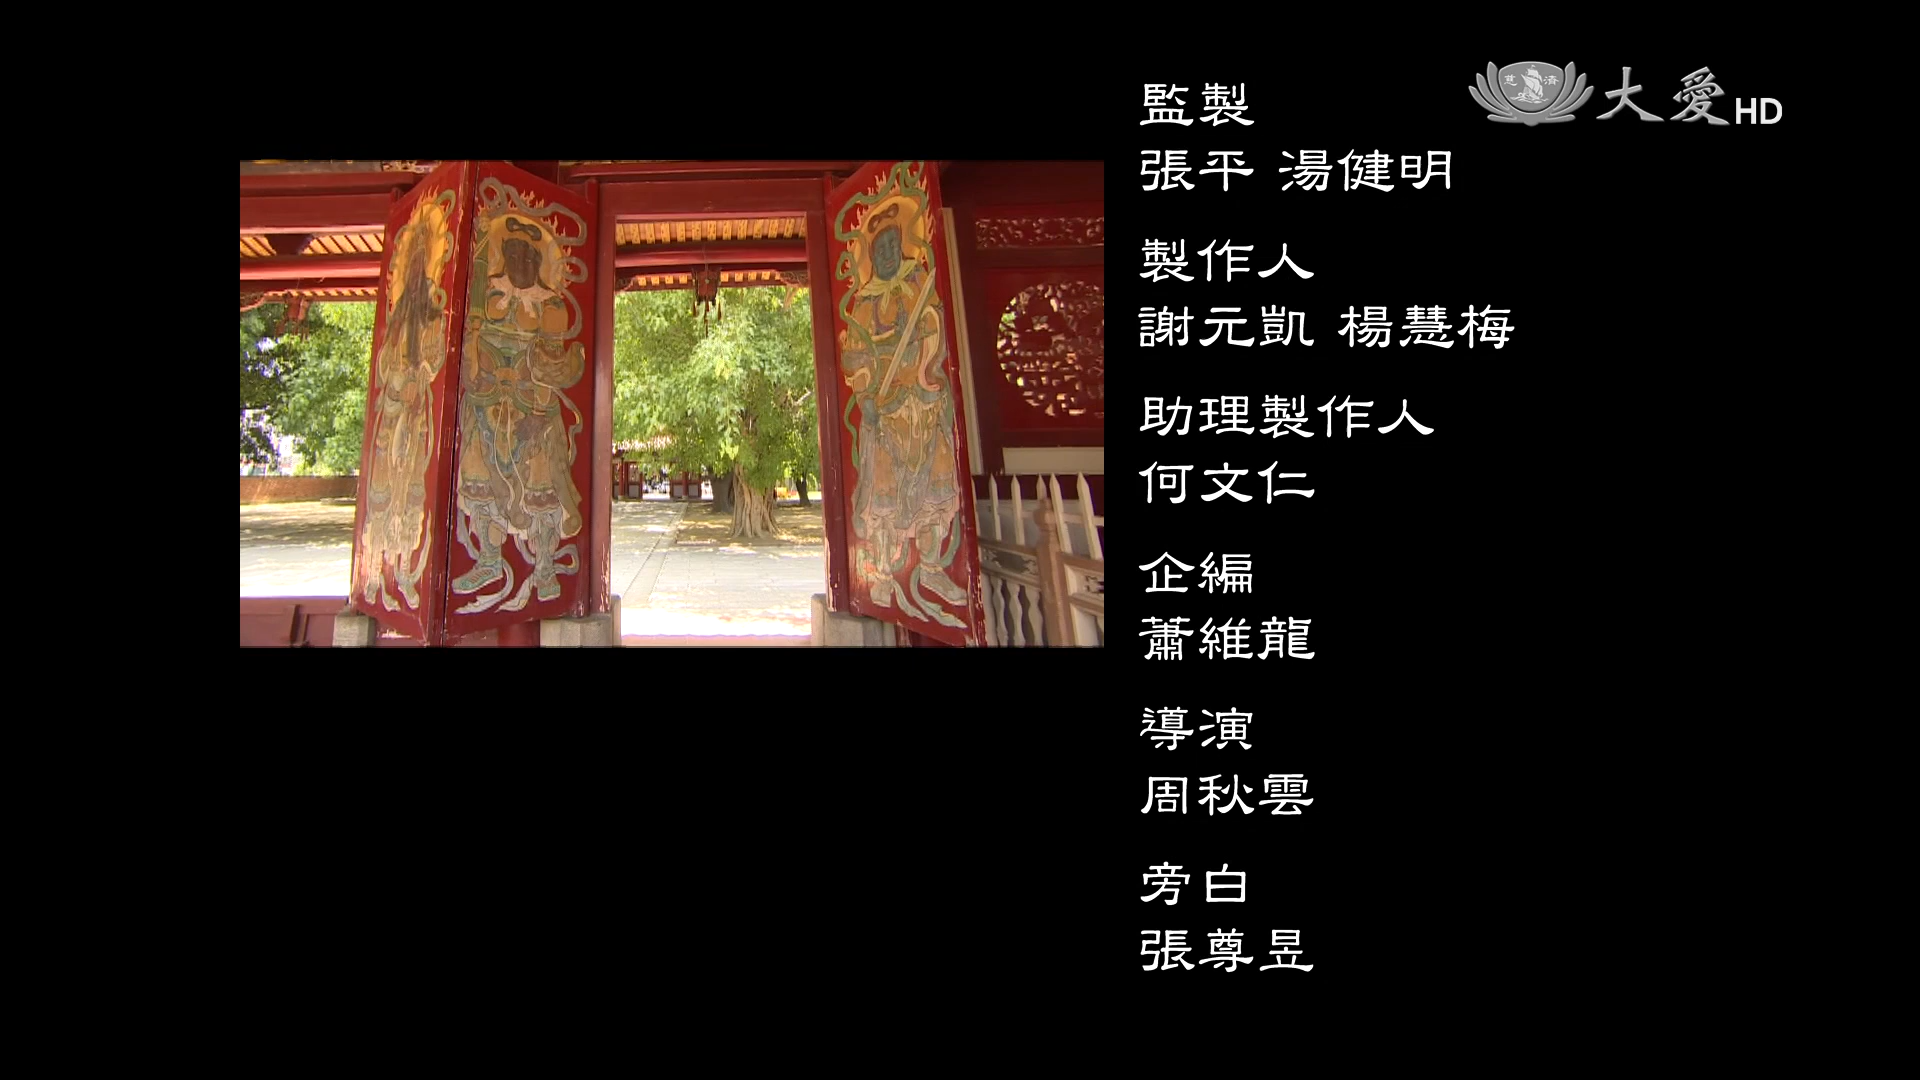 慈濟
大愛HD
監製
張平 湯健明
製作人
謝元凱 楊慧梅
助理製作人
何文仁
企編
蕭維龍
導演
周秋雲
旁白
張尊昱